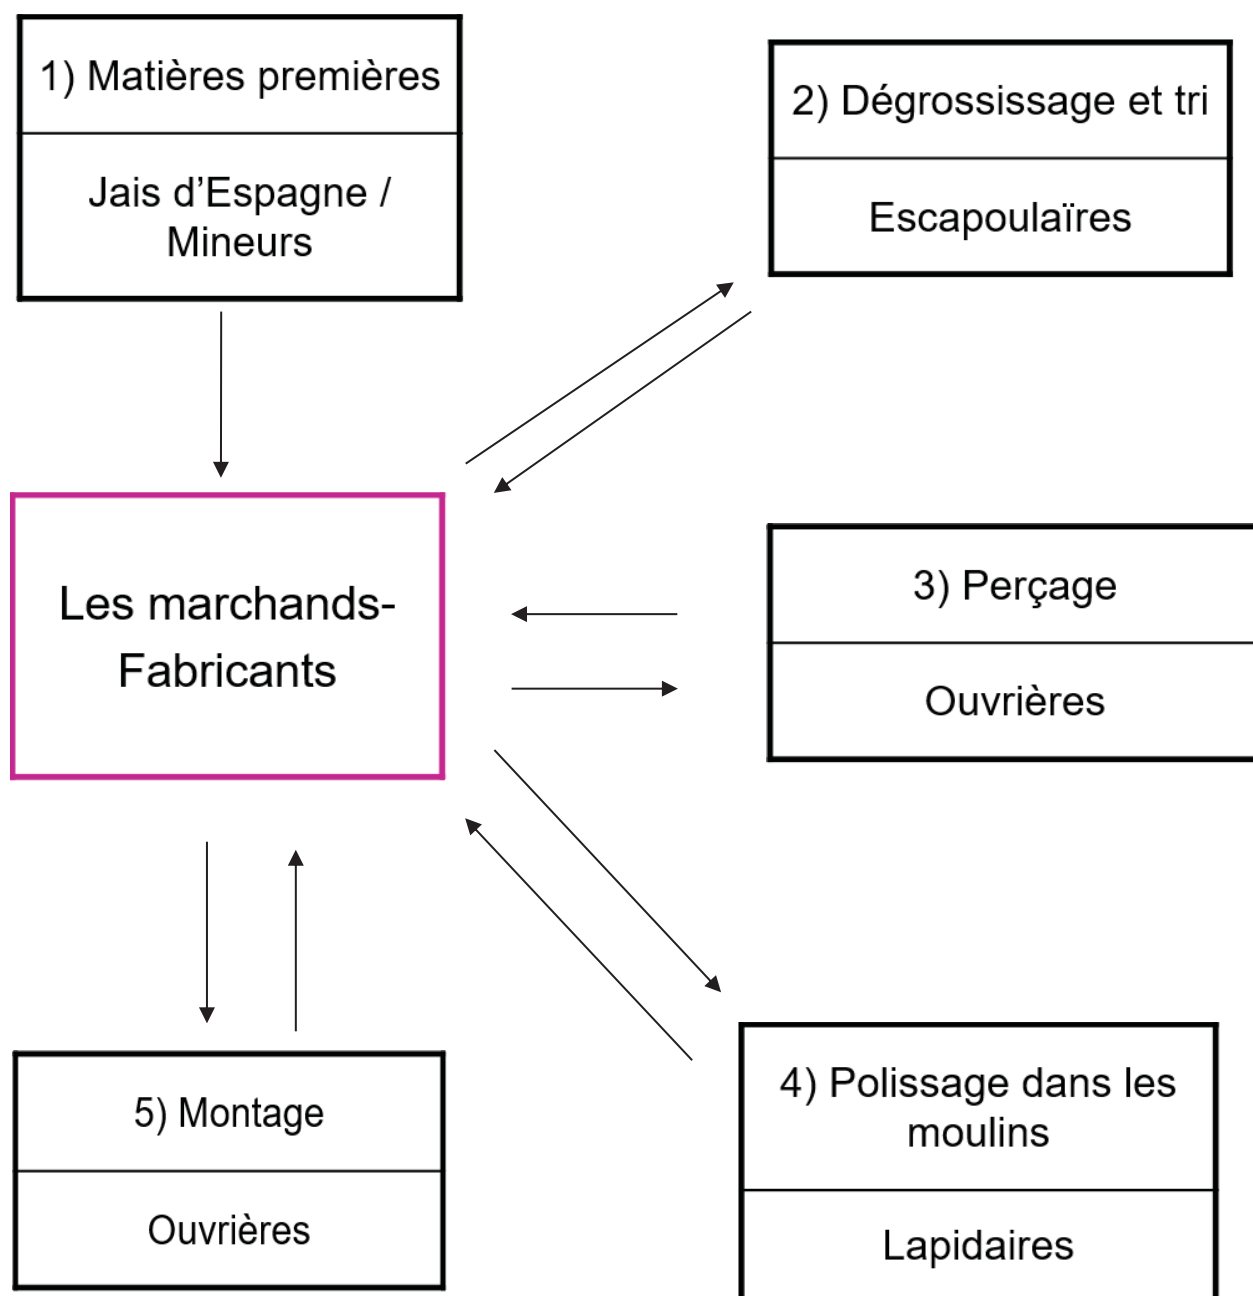 1) Matières premières
Jais d’Espagne /
Mineurs
2) Dégrossissage et tri
Escapoulaïres
Les marchands-
Fabricants
3) Perçage
Ouvrières
4) Polissage dans les
moulins
Lapidaires
5) Montage
Ouvrières